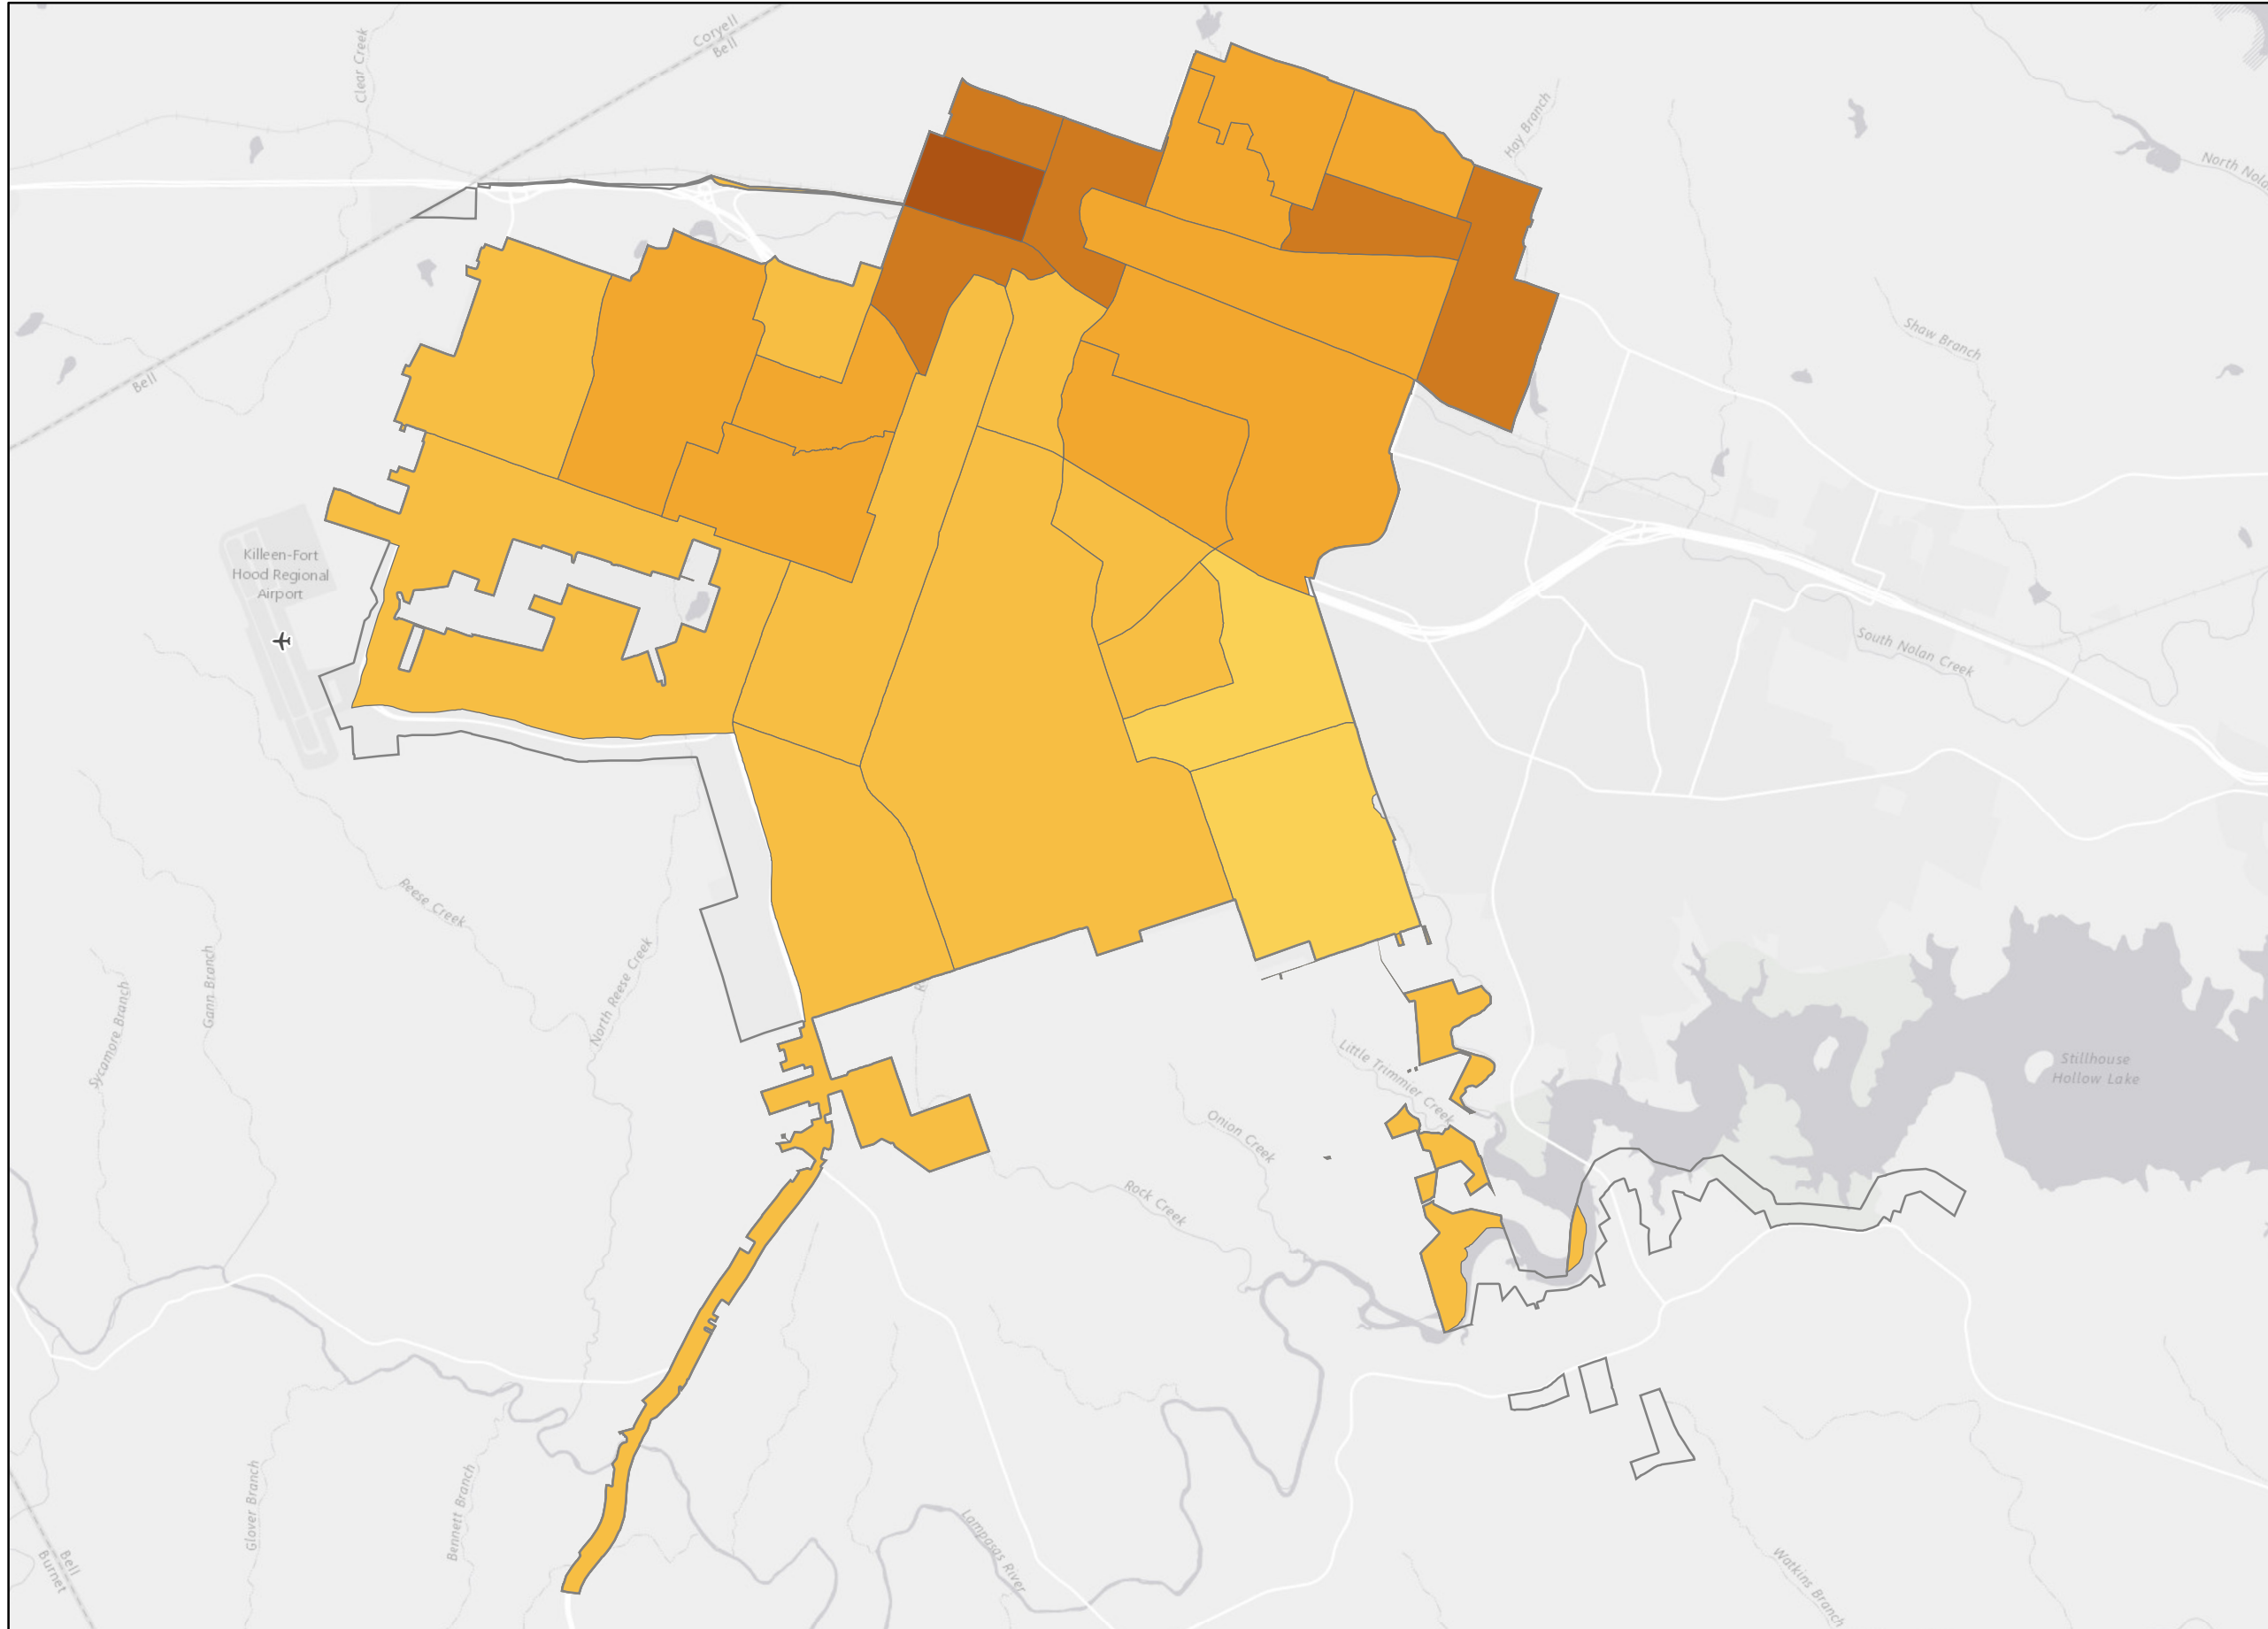 Coryell
Bell
Clear Creek
Hay Branch
North Nolan
Shaw Branch
Bell
Killeen-Fort
Hood Regional
Airport
South Nolan Creek
Reese Creek
Gann Branch
North Reese Creek
Sycamore Branch
Stillhouse
Hollow Lake
Little Trimmier Creek
Onion Creek
Rock Creek
Glover Branch
Bennett Branch
Lampasas River
Bell
Burnet
Watkins Branch